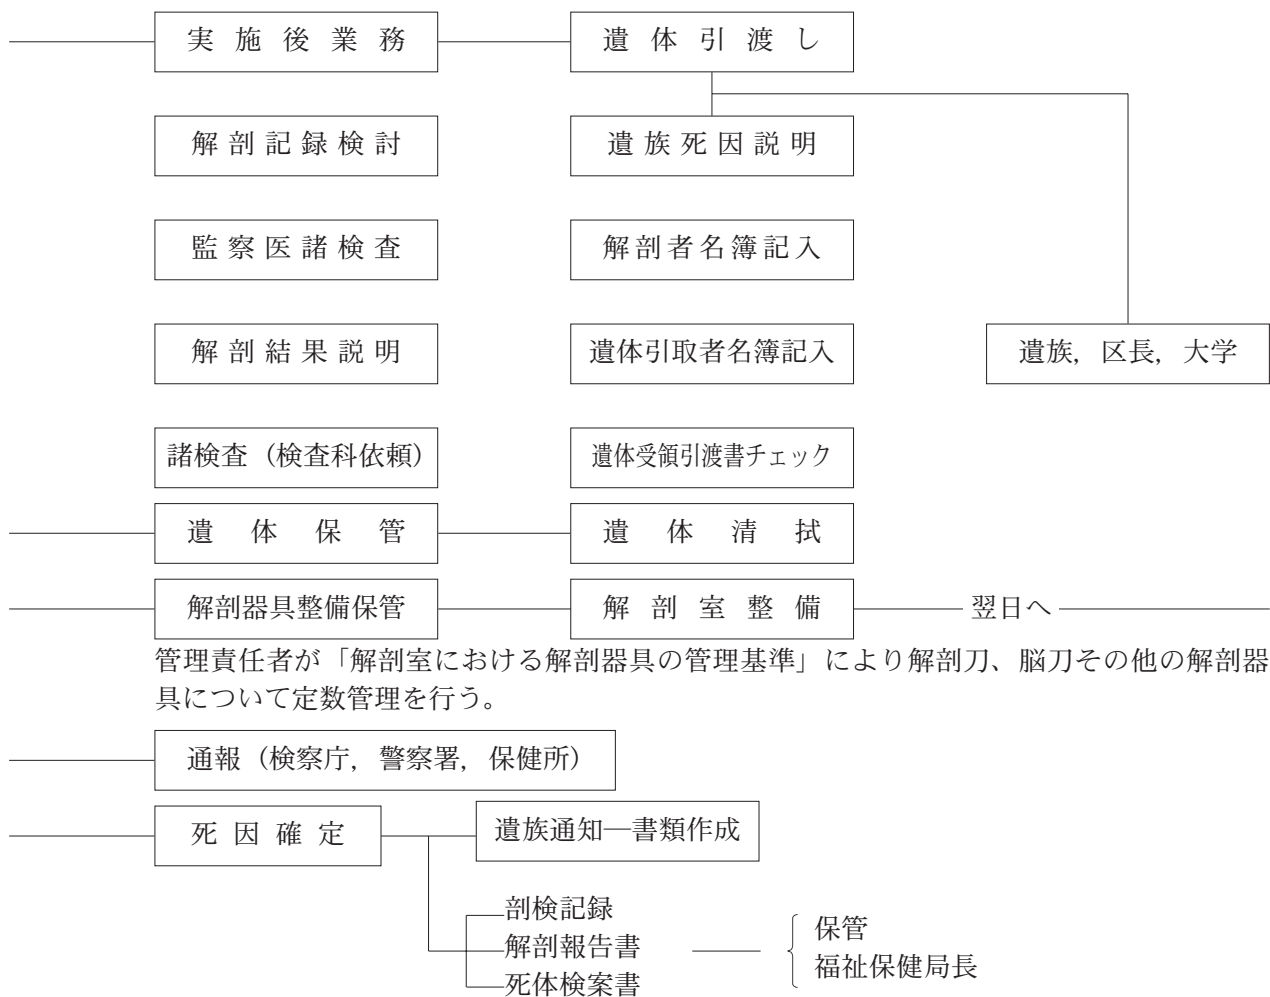 実施後業務
遺体引渡し
解剖記録検討
遺族死因説明
監察医諸検査
解剖者名簿記入
解剖結果説明
遺体引取者名簿記入
遺族，区長，大学
諸検査（検査科依頼）
遺体受領引渡書チェック
遺体保管
遺体清拭
解剖器具整備保管
解剖室整備
翌日へ
管理責任者が「解剖室における解剖器具の管理基準」により解剖刀、脳刀その他の解剖器
具について定数管理を行う。
通報（検察庁，警察署，保健所）
死因確定
遺族通知―書類作成
剖検記録
解剖報告書
死体検案書
保管
福祉保健局長